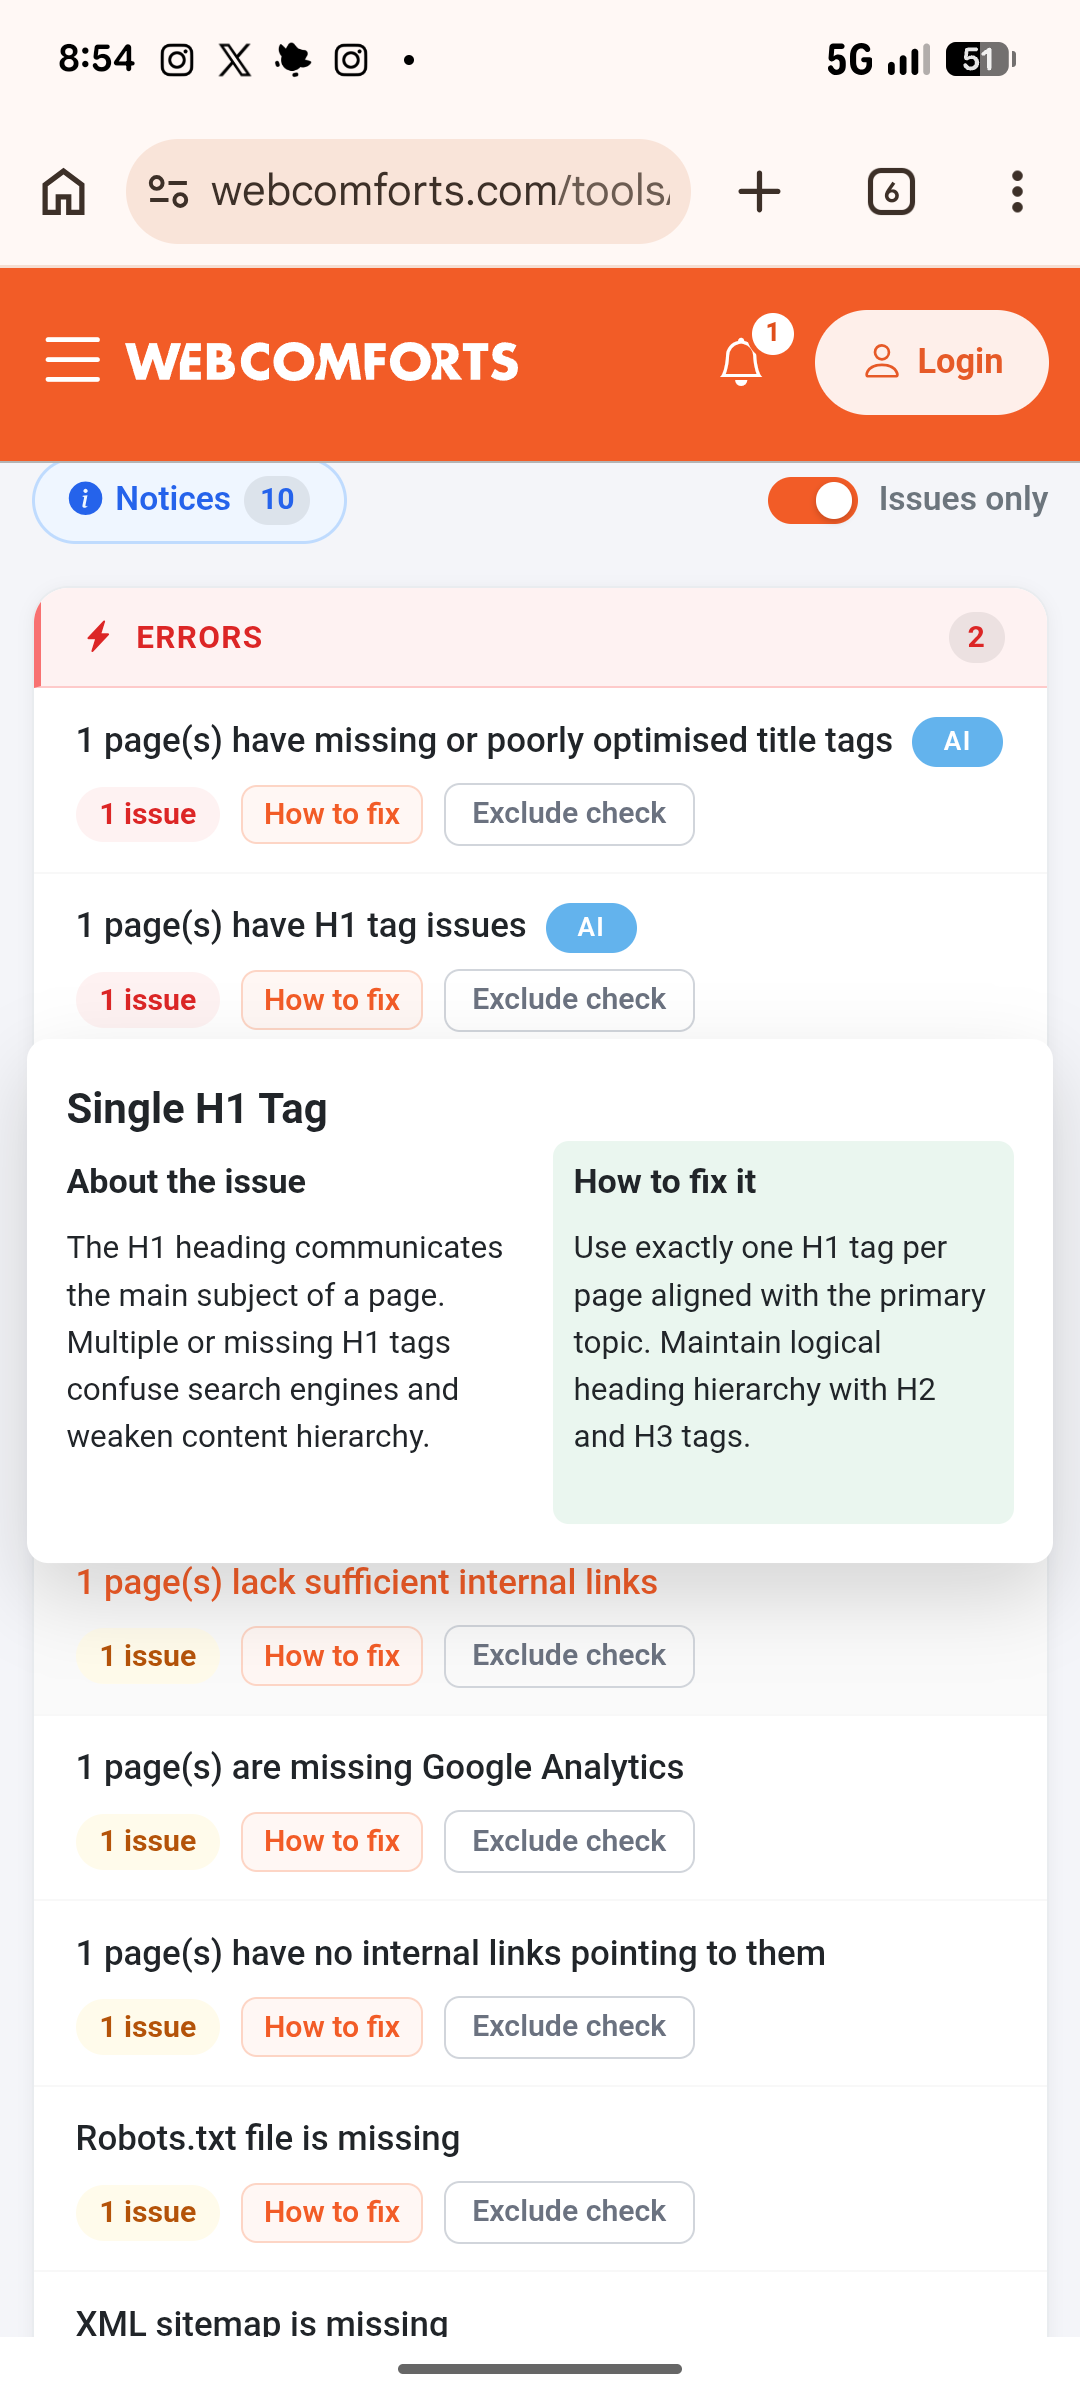 8:54
5G
51
webcomforts.com/tools/
6
WEBCOMFORTS
1
Login
Notices 10
Issues only
ERRORS
2
1 page(s) have missing or poorly optimised title tags AI
1 issue How to fix Exclude check
1 page(s) have H1 tag issues AI
1 issue How to fix Exclude check
Single H1 Tag
About the issue
The H1 heading communicates
the main subject of a page.
Multiple or missing H1 tags
confuse search engines and
weaken content hierarchy.
How to fix it
Use exactly one H1 tag per
page aligned with the primary
topic. Maintain logical
heading hierarchy with H2
and H3 tags.
1 page(s) lack sufficient internal links
1 issue How to fix Exclude check
1 page(s) are missing Google Analytics
1 issue How to fix Exclude check
1 page(s) have no internal links pointing to them
1 issue How to fix Exclude check
Robots.txt file is missing
1 issue How to fix Exclude check
XML sitemap is missing